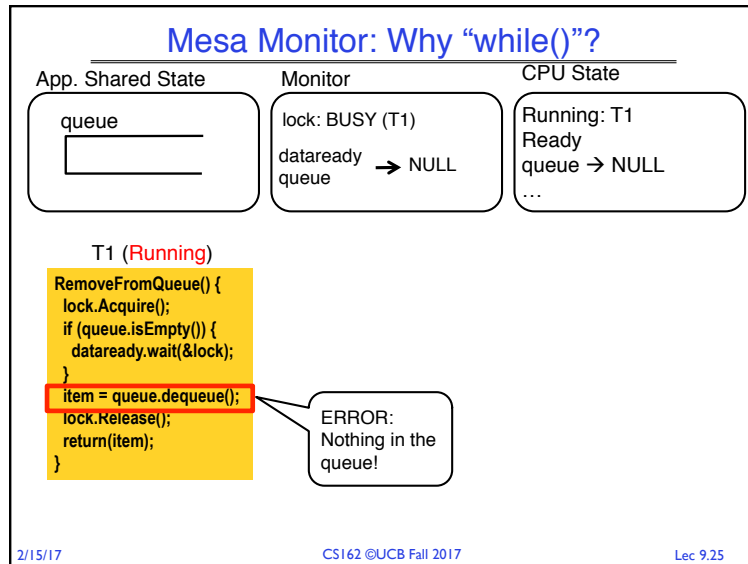 Mesa Monitor: Why “while()”?
App. Shared State
Monitor
CPU State
queue
lock: BUSY (T1)
dataready
queue
→ NULL
Running: T1
Ready
queue → NULL
…
T1 (Running)
RemoveFromQueue() {
lock.Acquire();
if (queue.isEmpty()) {
dataready.wait(&lock);
}
item = queue.dequeue();
lock.Release();
return(item);
}
ERROR:
Nothing in the
queue!
2/15/17
CS162 ©UCB Fall 2017
Lec 9.25